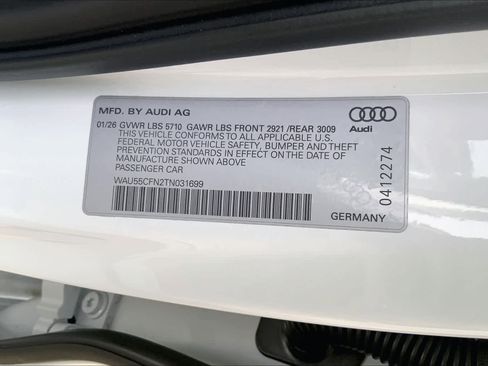 MFD. BY AUDI AG
01/26 GVWR LBS 5710 GAWR LBS FRONT 2921 /REAR 3009
THIS VEHICLE CONFORMS TO ALL APPLICABLE U.S.
FEDERAL MOTOR VEHICLE SAFETY, BUMPER AND THEFT
PREVENTION STANDARDS IN EFFECT ON THE DATE OF
MANUFACTURE SHOWN ABOVE
PASSENGER CAR
WAU55CFN2TN031699
Audi
0412274
GERMANY